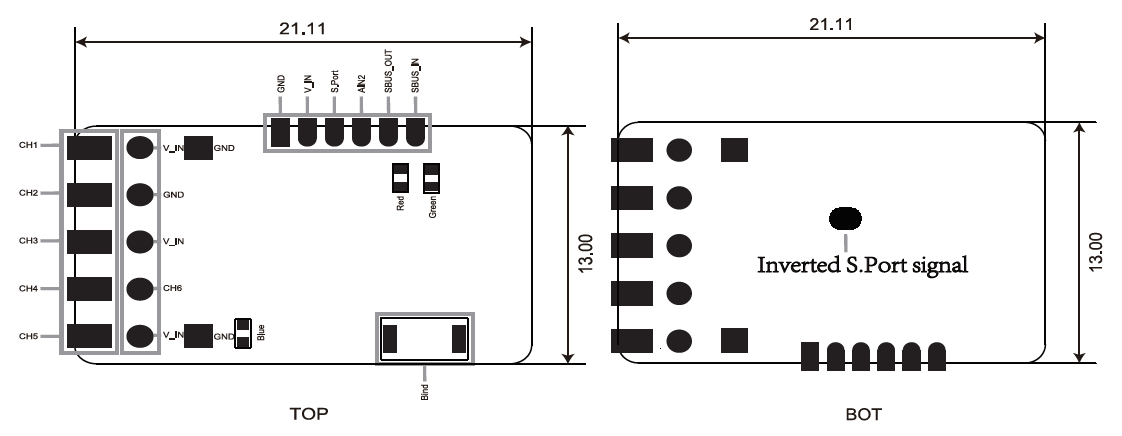 21.11
21.11
GND
V_IN
S.Port
AIN2
SBUS_OUT
SBUS_IN
CH1
V_IN
GND
CH2
GND
CH3
V_IN
CH4
CH6
CH5
V_IN
GND
Blue
Red
Green
13.00
Inverted S.Port signal
13.00
Bind
TOP
BOT